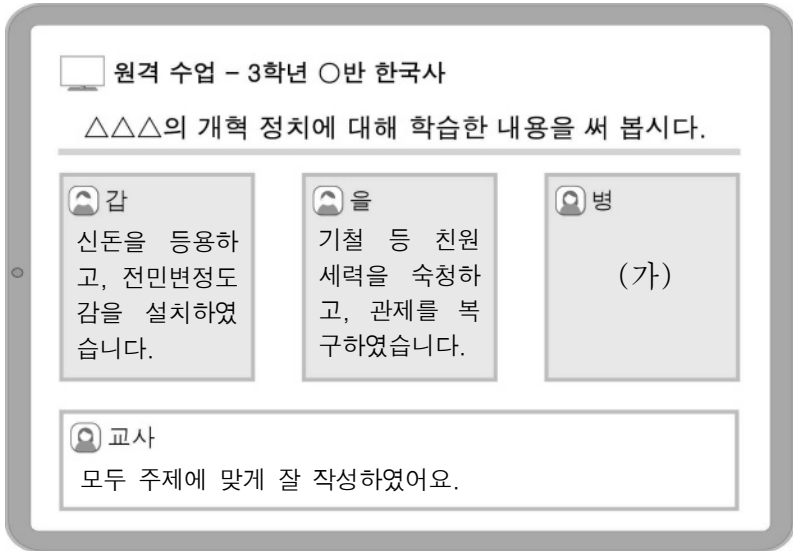 원격 수업 – 3학년 ○반 한국사
△△△의 개혁 정치에 대해 학습한 내용을 써 봅시다.
갑
신돈을 등용하
고, 전민변정도
감을 설치하였
습니다.
을
기철 등 친원
세력을 숙청하
고, 관제를 복
구하였습니다.
병
(가)
교사
모두 주제에 맞게 잘 작성하였어요.